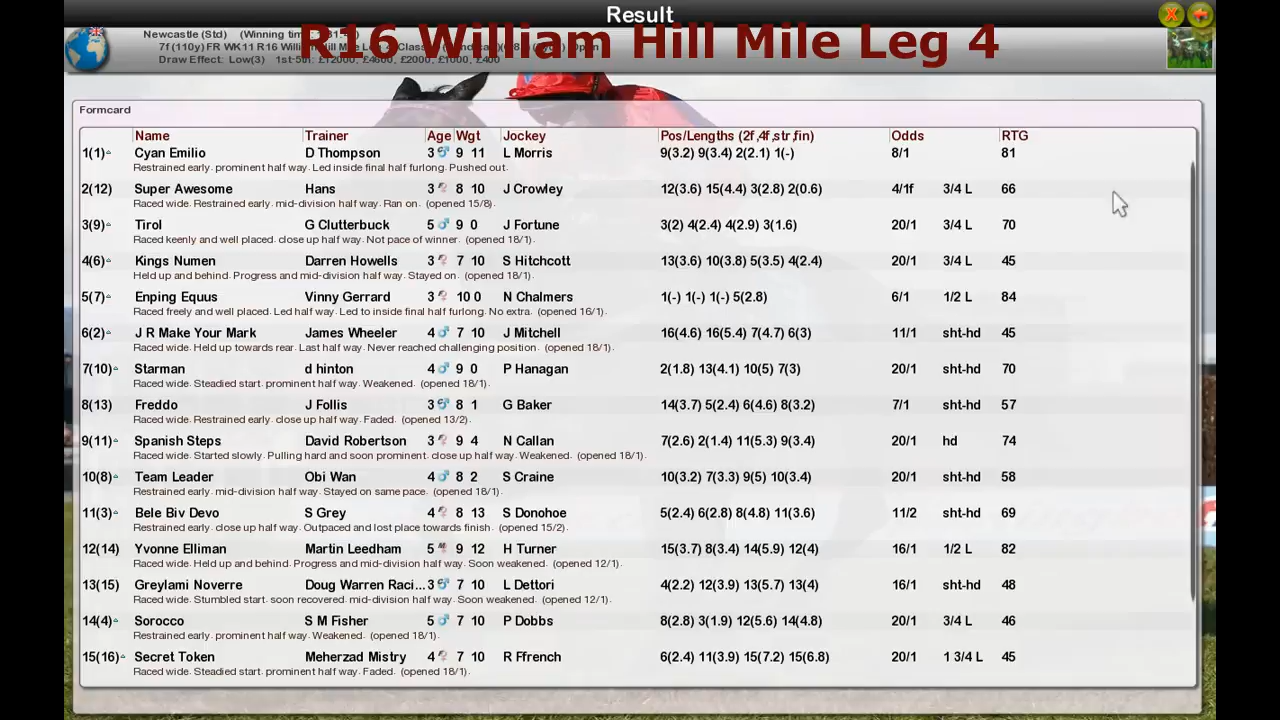 Result
R16 William Hill Mile Leg 4
Newcastle (Std) (Winning time:
7f(110y) FR WK11 R16
Draw Effect: Low(3) 1st-5th: £12000, £4800, £2000, £1000, £400
Formcard
Name Trainer Age Wgt Jockey Pos/Lengths (2f,4f,str,fin) Odds RTG
1(1) Cyan Emilio D Thompson 3 9 11 L Morris 9(3.2) 9(3.4) 2(2.1) 1(-) 8/1 81
Restrained early. prominent half way. Led inside final half furlong. Pushed out.
2(12) Super Awesome Hans 3 8 10 J Crowley 12(3.6) 15(4.4) 3(2.8) 2(0.6) 4/1f 3/4 L 66
Raced wide. Restrained early. mid-division half way. Ran on. (opened 15/8).
3(9) Tirol G Clutterbuck 5 9 0 J Fortune 3(2) 4(2.4) 4(2.9) 3(1.6) 20/1 3/4 L 70
Raced keenly and well placed. close up half way. Not pace of winner. (opened 18/1).
4(6) Kings Numen Darren Howells 3 7 10 S Hitchcott 13(3.6) 10(3.8) 5(3.5) 4(2.4) 20/1 3/4 L 45
Held up and behind. Progress and mid-division half way. Stayed on. (opened 18/1).
5(7) Enping Equus Vinny Gerrard 3 10 0 N Chalmers 1(-) 1(-) 1(-) 5(2.8) 6/1 1/2 L 84
Raced freely and well placed. Led half way. Led to inside final half furlong. No extra. (opened 16/1).
6(2) J R Make Your Mark James Wheeler 4 7 10 J Mitchell 16(4.6) 16(5.4) 7(4.7) 6(3) 11/1 sht-hd 45
Raced wide. Held up towards rear. Last half way. Never reached challenging position. (opened 18/1).
7(10) Starman d hinton 4 9 0 P Hanagan 2(1.8) 13(4.1) 10(5) 7(3) 20/1 sht-hd 70
Raced wide. Steadied start. prominent half way. Weakened. (opened 18/1).
8(13) Freddo J Follis 3 8 1 G Baker 14(3.7) 5(2.4) 6(4.6) 8(3.2) 7/1 sht-hd 57
Raced wide. Restrained early. close up half way. Faded. (opened 13/2).
9(11) Spanish Steps David Robertson 3 9 4 N Callan 7(2.6) 2(1.4) 11(5.3) 9(3.4) 20/1 hd 74
Raced wide. Started slowly. Pulling hard and soon prominent. close up half way. Weakened. (opened 18/1).
10(8) Team Leader Obi Wan 4 8 2 S Craine 10(3.2) 7(3.3) 9(5) 10(3.4) 20/1 sht-hd 58
Restrained early. mid-division half way. Stayed on same pace. (opened 18/1).
11(3) Bele Biv Devo S Grey 4 8 13 S Donohoe 5(2.4) 6(2.8) 8(4.8) 11(3.6) 11/2 sht-hd 69
Restrained early. close up half way. Outpaced and lost place towards finish. (opened 15/2).
12(14) Yvonne Elliman Martin Leedham 5 9 12 H Turner 15(3.7) 8(3.4) 14(5.9) 12(4) 16/1 1/2 L 82
Raced wide. Held up and behind. Progress and mid-division half way. Soon weakened. (opened 12/1).
13(15) Greylami Noverre Doug Warren Raci... 3 7 10 L Dettori 4(2.2) 12(3.9) 13(5.7) 13(4) 16/1 sht-hd 48
Raced wide. Stumbled start. soon recovered. mid-division half way. Soon weakened. (opened 12/1).
14(4) Sorocco S M Fisher 5 7 10 P Dobbs 8(2.8) 3(1.9) 12(5.6) 14(4.8) 20/1 3/4 L 46
Restrained early. prominent half way. Weakened. (opened 18/1).
15(16) Secret Token Meherzad Mistry 4 7 10 R Ffrench 6(2.4) 11(3.9) 15(7.2) 15(6.8) 20/1 1 3/4 L 45
Raced wide. Steadied start. prominent half way. Faded. (opened 18/1).